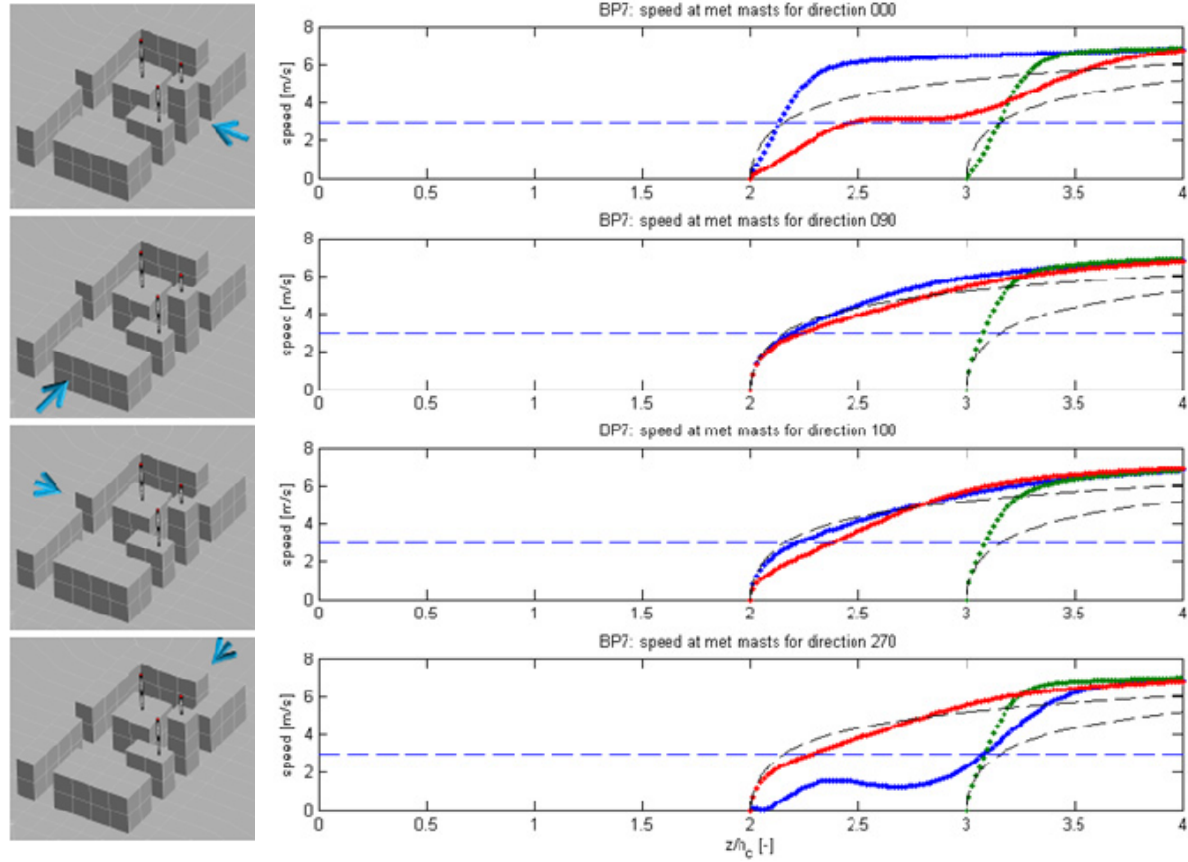 BP7: speed at met masts for direction 000
8
6
4
2
0
speed [m/s]
0 0.5 1 1.5 2 2.5 3 3.5 4
BP7: speed at met masts for direction 090
8
6
4
2
0
speec [m/s]
0 0.5 1 1.5 2 2.5 3 3.5 4
DP7: speed at met masts for direction 100
8
6
4
2
0
speed [m/s]
0 0.5 1 1.5 2 2.5 3 3.5 4
BP7: speed at met masts for direction 270
8
6
4
2
0
speed [m/s]
0 0.5 1 1.5 2 2.5 3 3.5 4
z/h_c [-]